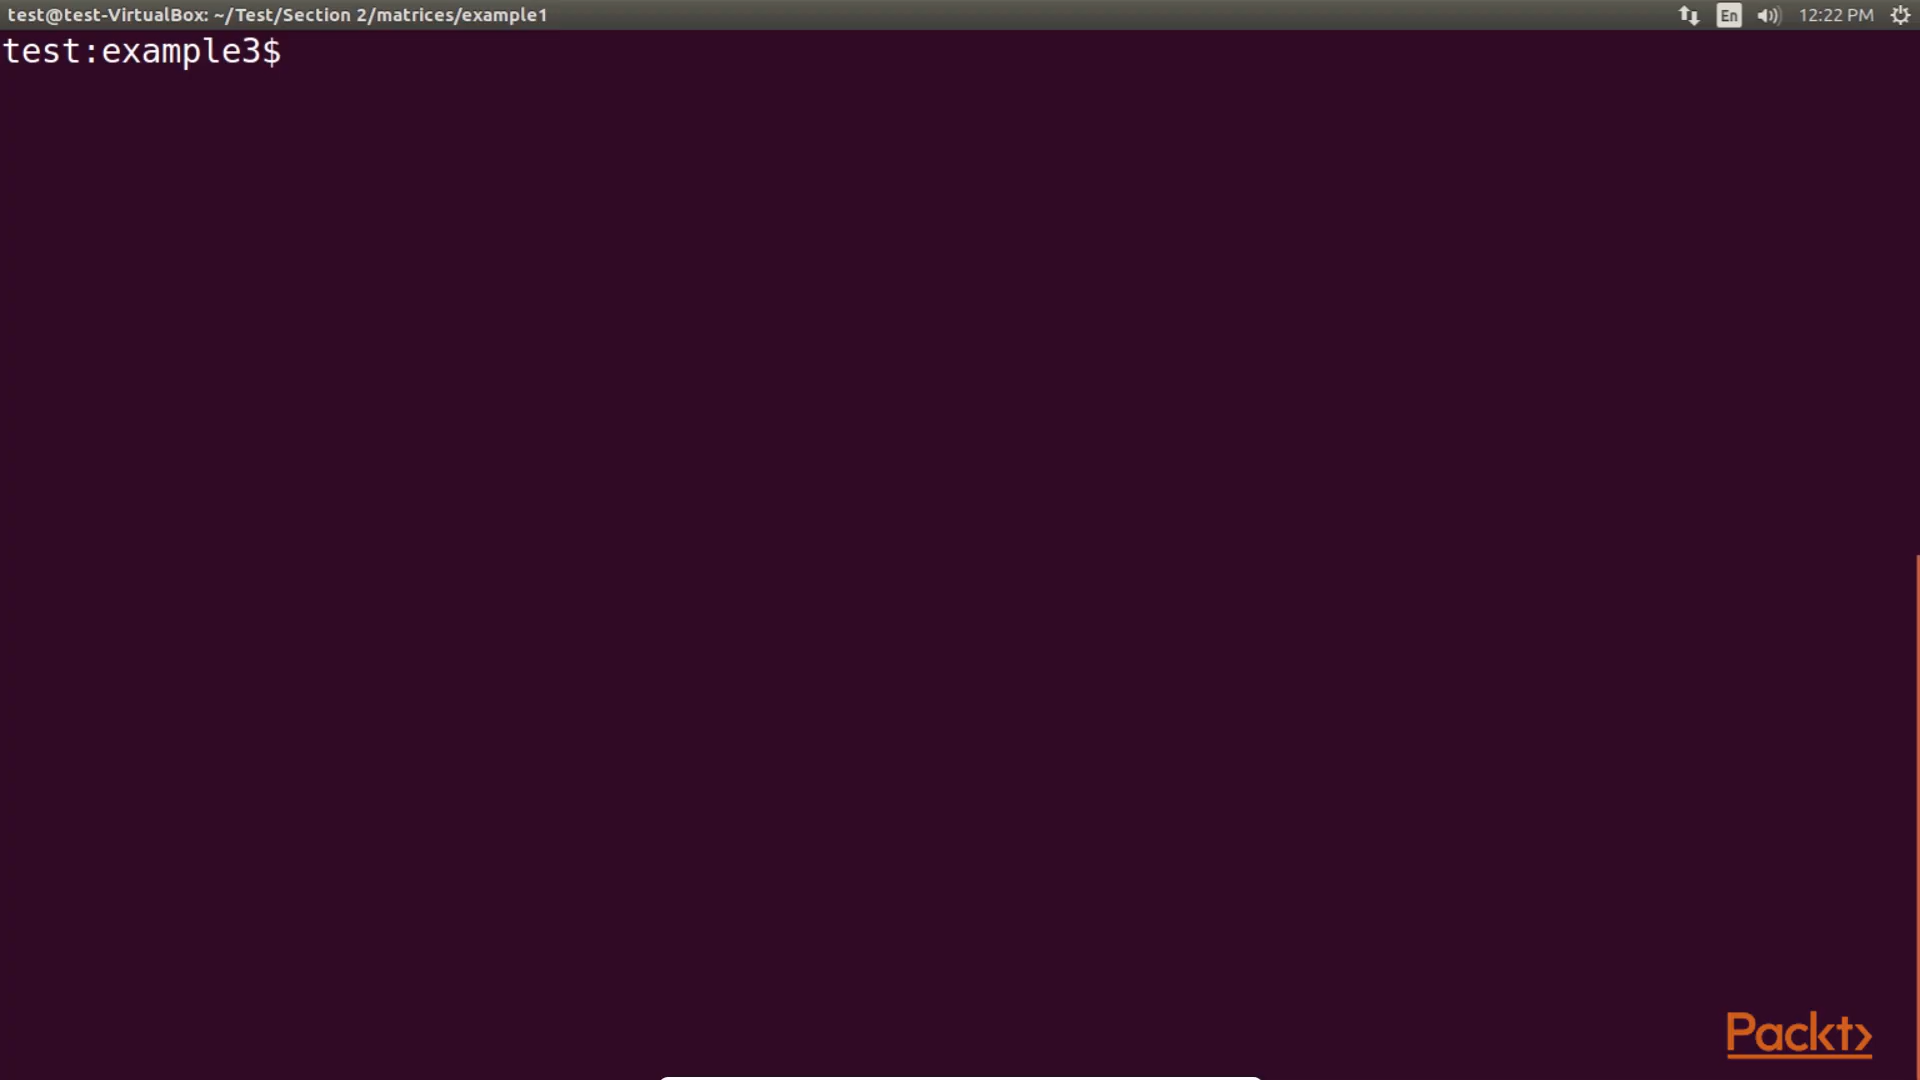 test@test-VirtualBox: ~/Test/Section 2/matrices/example1
En
12:22 PM
test:example3$
Packt>